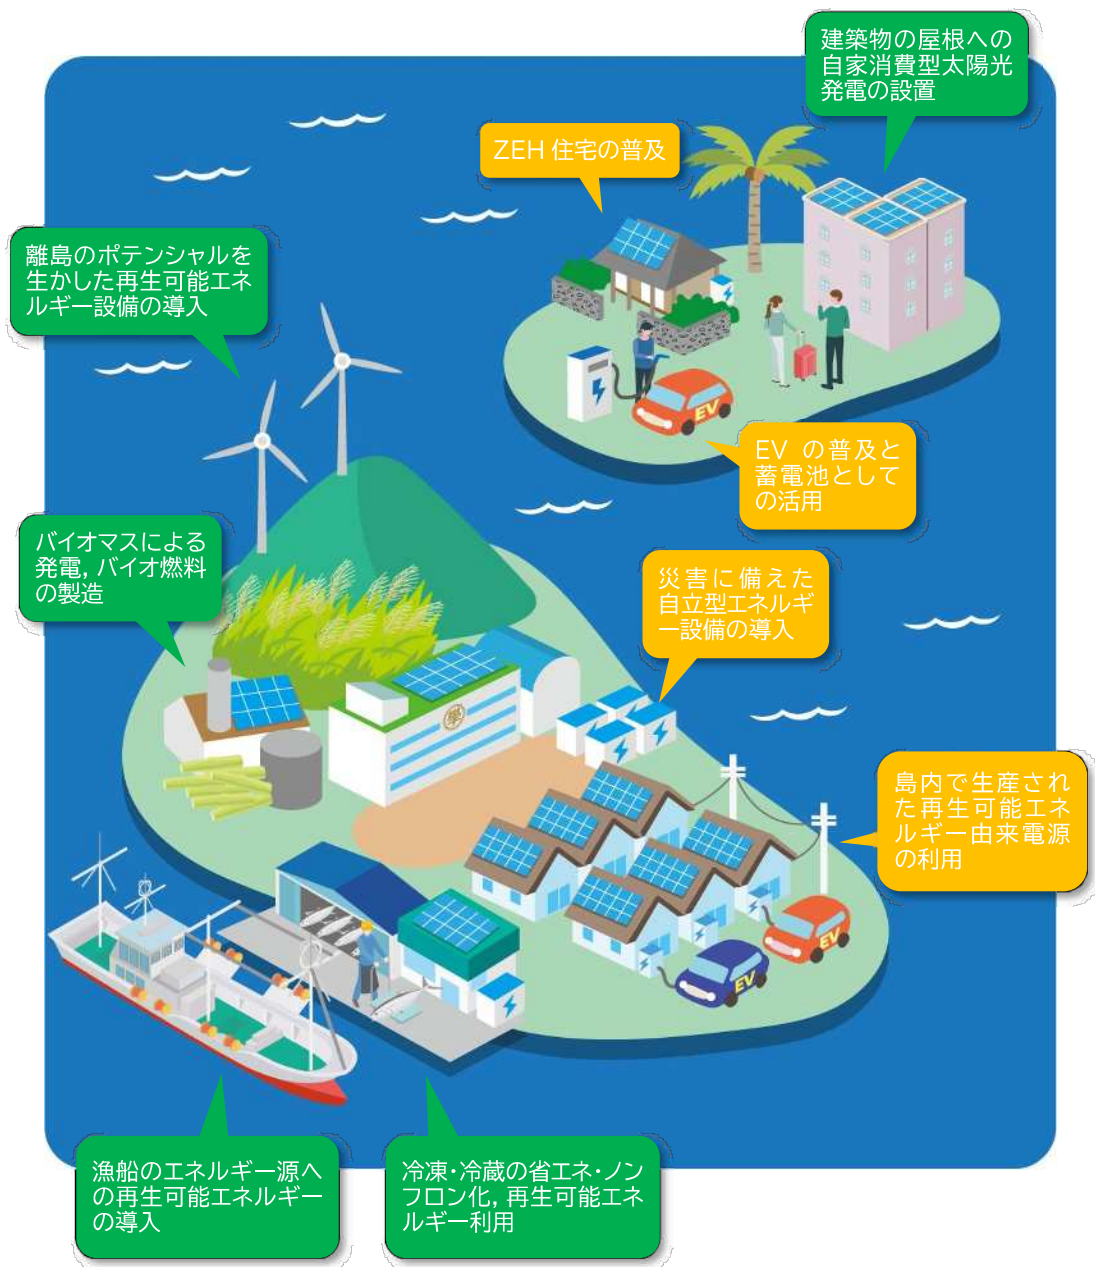 建築物の屋根への
自家消費型太陽光
発電の設置
ZEH 住宅の普及
離島のポテンシャルを
生かした再生可能エネ
ルギー設備の導入
EV
EV の普及と
蓄電池として
の活用
バイオマスによる
発電, バイオ燃料
の製造
災害に備えた
自立型エネルギ
ー設備の導入
島内で生産され
た再生可能エネ
ルギー由来電源
の利用
EV
EV
漁船のエネルギー源へ
の再生可能エネルギー
の導入
冷凍・冷蔵の省エネ・ノン
フロン化, 再生可能エネ
ルギー利用